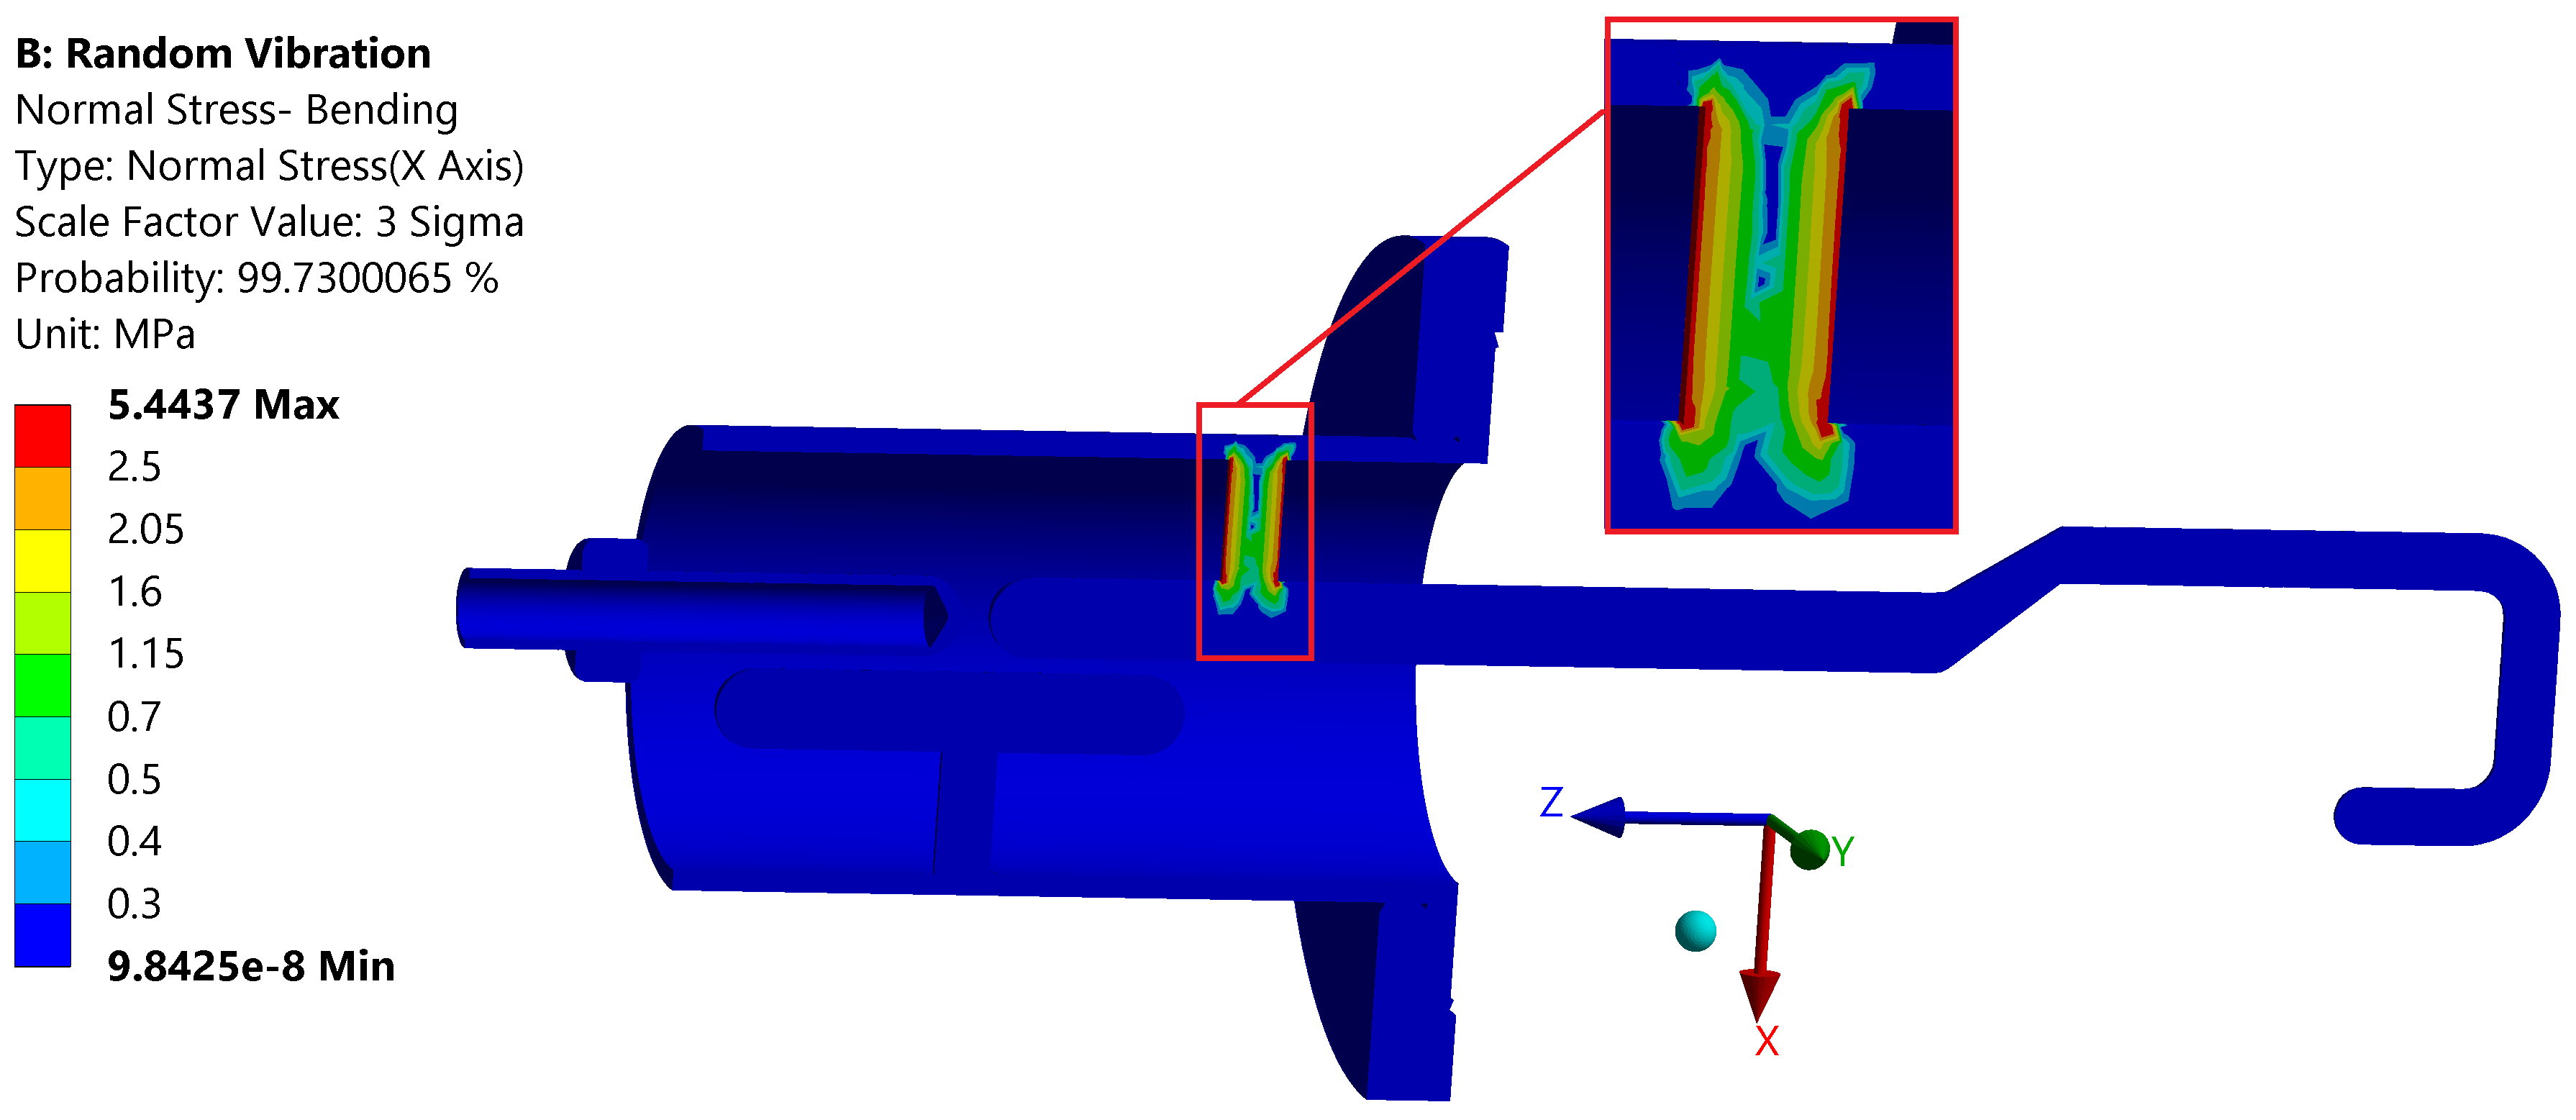 B: Random Vibration
Normal Stress- Bending
Type: Normal Stress(X Axis)
Scale Factor Value: 3 Sigma
Probability: 99.7300065 %
Unit: MPa
5.4437 Max
2.5
2.05
1.6
1.15
0.7
0.5
0.4
0.3
9.8425e-8 Min
Z
Y
X